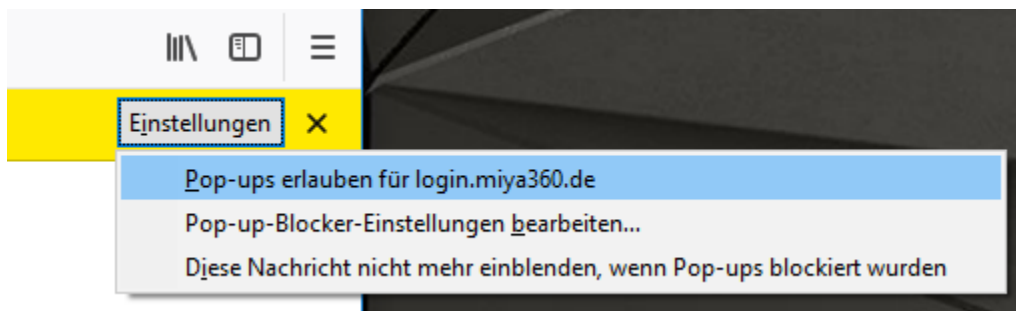 Einstellungen
Pop-ups erlauben für login.miya360.de
Pop-up-Blocker-Einstellungen bearbeiten...
Diese Nachricht nicht mehr einblenden, wenn Pop-ups blockiert wurden